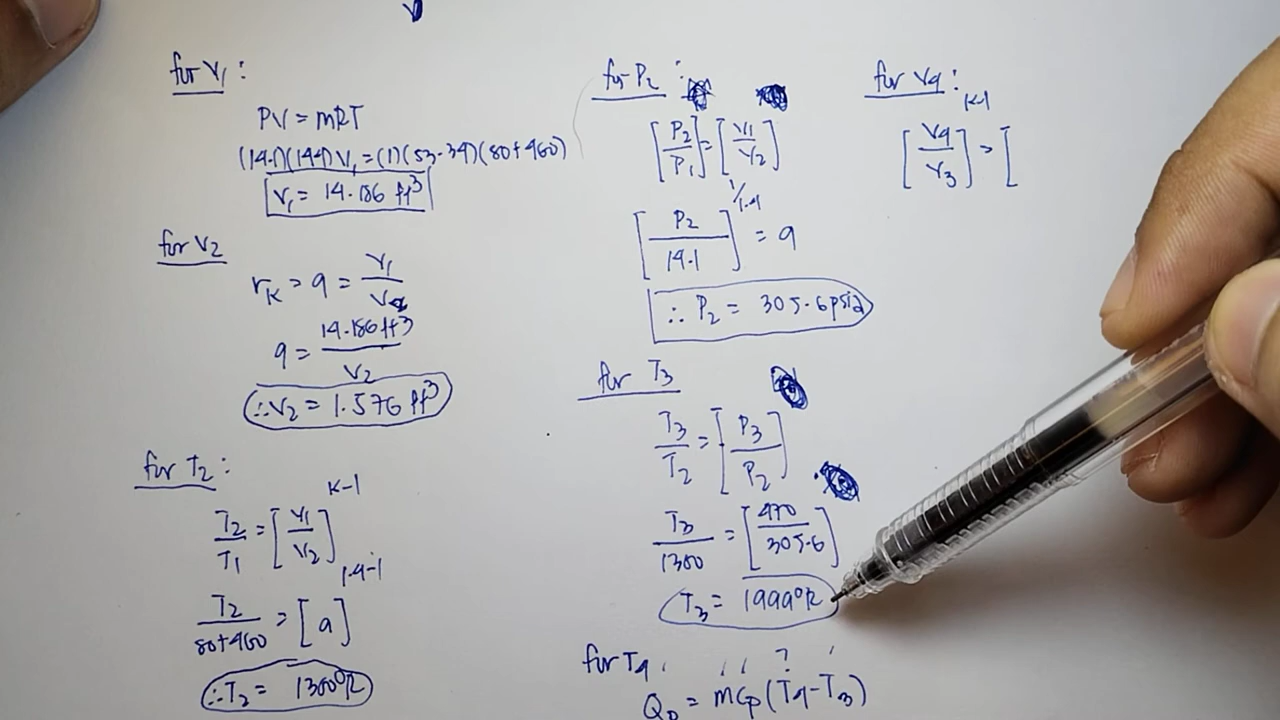 for V₁ :
PV = mRT
(14.1)(144)V₁ = (1)(53.34)(80+460)
V₁ = 14.186 ft³
for V₂
rₖ = 9 = V₁/V₂
9 = 14.186 ft³/V₂
∴ V₂ = 1.576 ft³
for T₂ :
T₂/T₁ = [V₁/V₂]ᵏ⁻¹
T₂/(80+460) = [9]¹·⁴⁻¹
∴ T₂ = 1300°R
for P₂ :
[P₂/P₁] = [V₁/V₂]
[P₂/14.1]^(1/1.4) = 9
∴ P₂ = 305.6 psia
for T₃
T₃/T₂ = [P₃/P₂]
T₃/1300 = [470/305.6]
T₃ = 1999°R
for T₄
Qₚ = mCp(T₄-T₃)
?
for V₄ :
[V₄/V₃]ᵏ⁻¹ = [